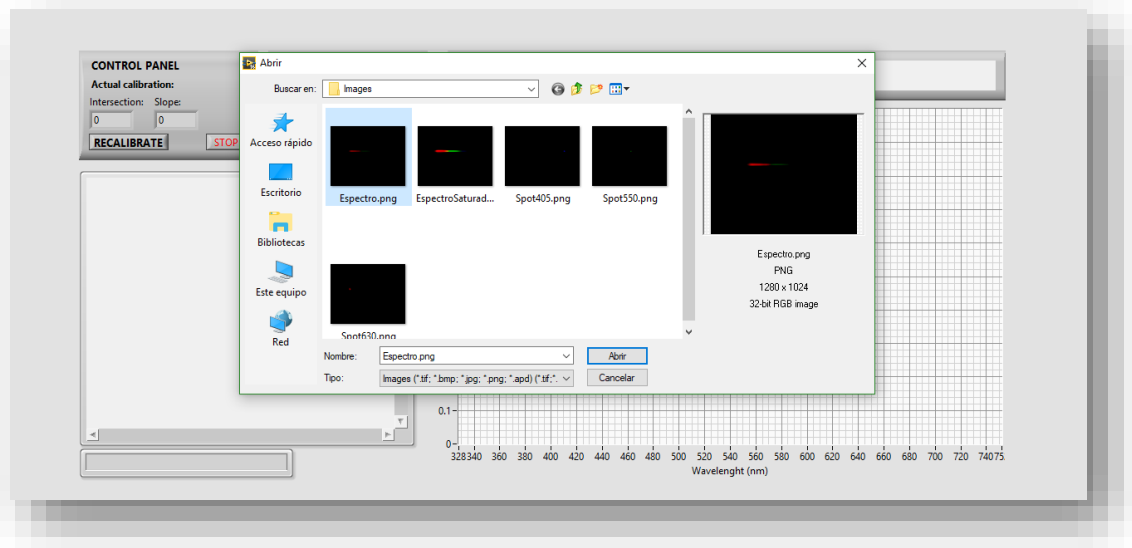 CONTROL PANEL
Actual calibration:
Intersection: Slope:
0 0
RECALIBRATE STOP
Abrir
Buscar en: Images
Acceso rápido
Escritorio
Bibliotecas
Este equipo
Red
Espectro.png EspectroSaturad... Spot405.png Spot550.png
Spot630.png
Espectro.png
PNG
1280 x 1024
32-bit RGB image
Nombre: Espectro.png Abrir
Tipo: Images (*.tif; *.bmp; *.jpg; *.png; *.apd) (*.tif;*. Cancelar
0.1
0
328 340 360 380 400 420 440 460 480 500 520 540 560 580 600 620 640 660 680 700 720 740 75.
Wavelenght (nm)